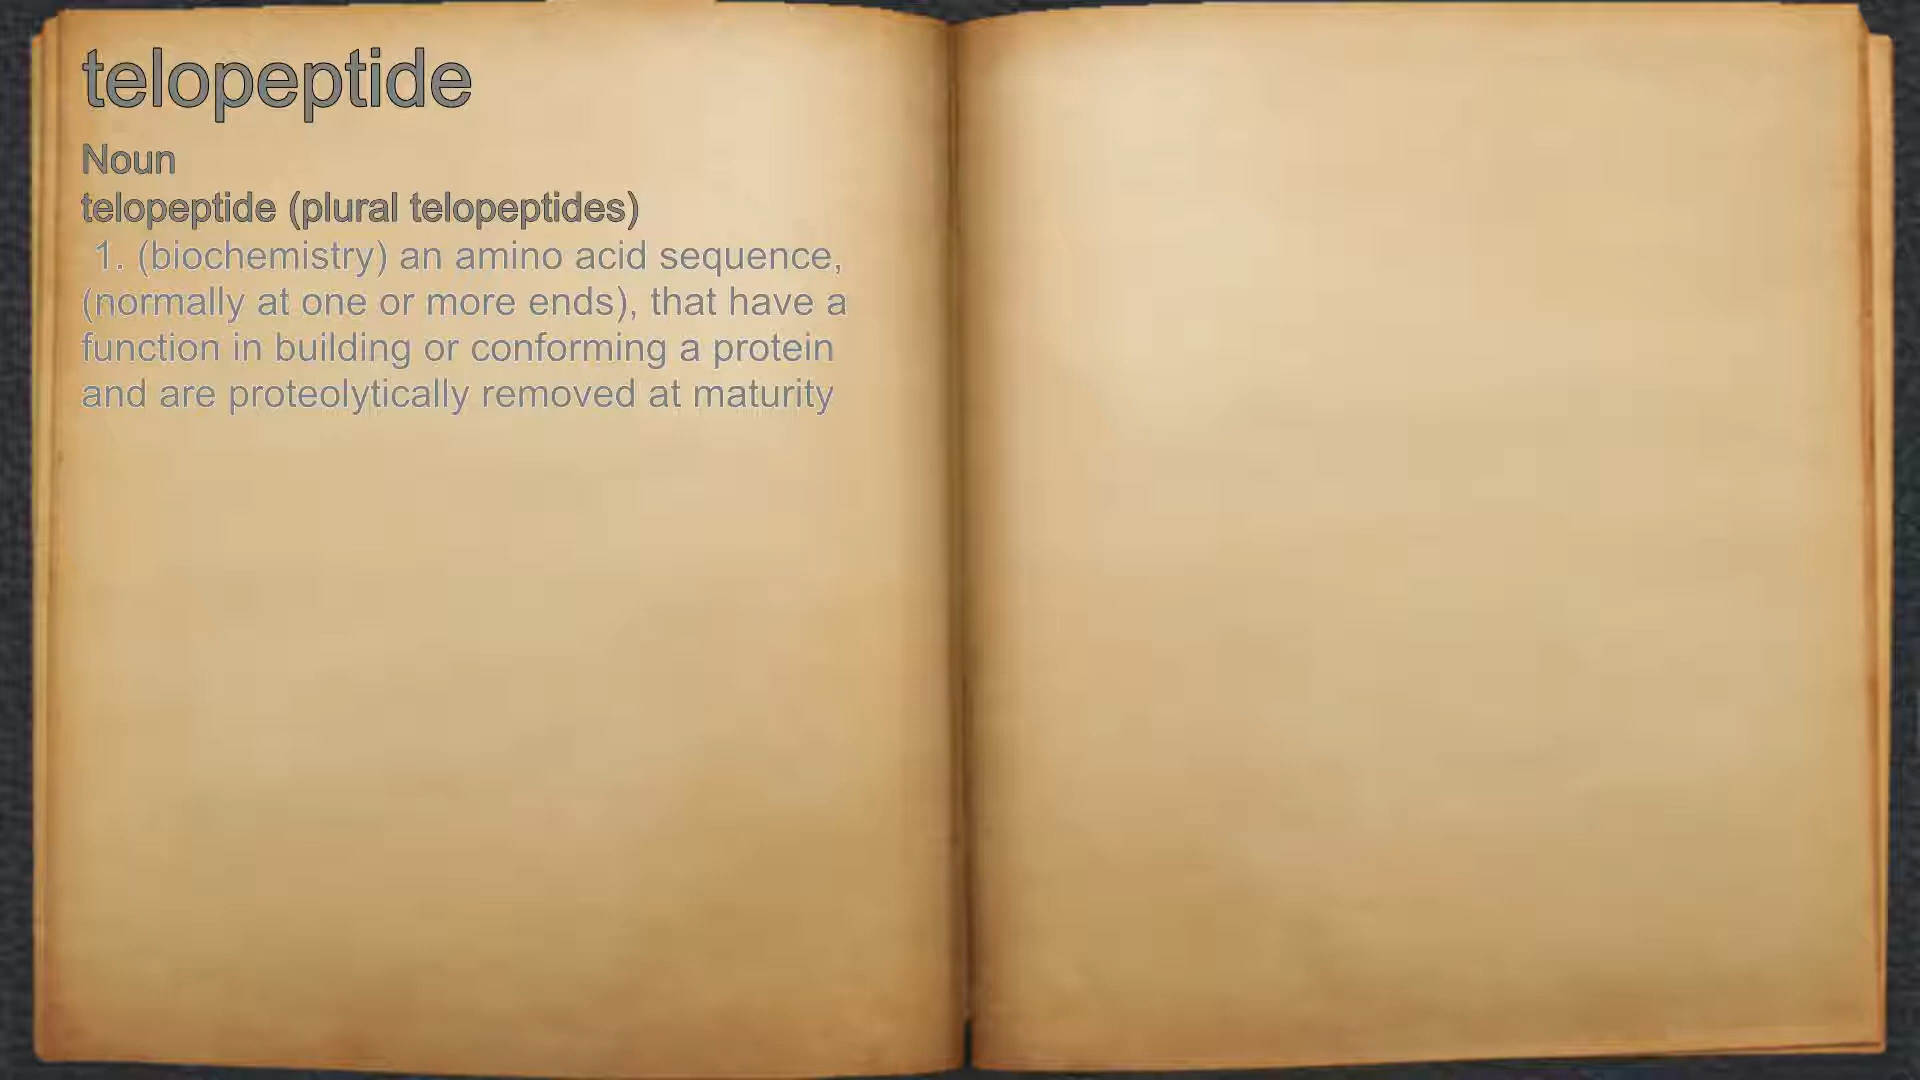 telopeptide
Noun
telopeptide (plural telopeptides)
1. (biochemistry) an amino acid sequence,
(normally at one or more ends), that have a
function in building or conforming a protein
and are proteolytically removed at maturity